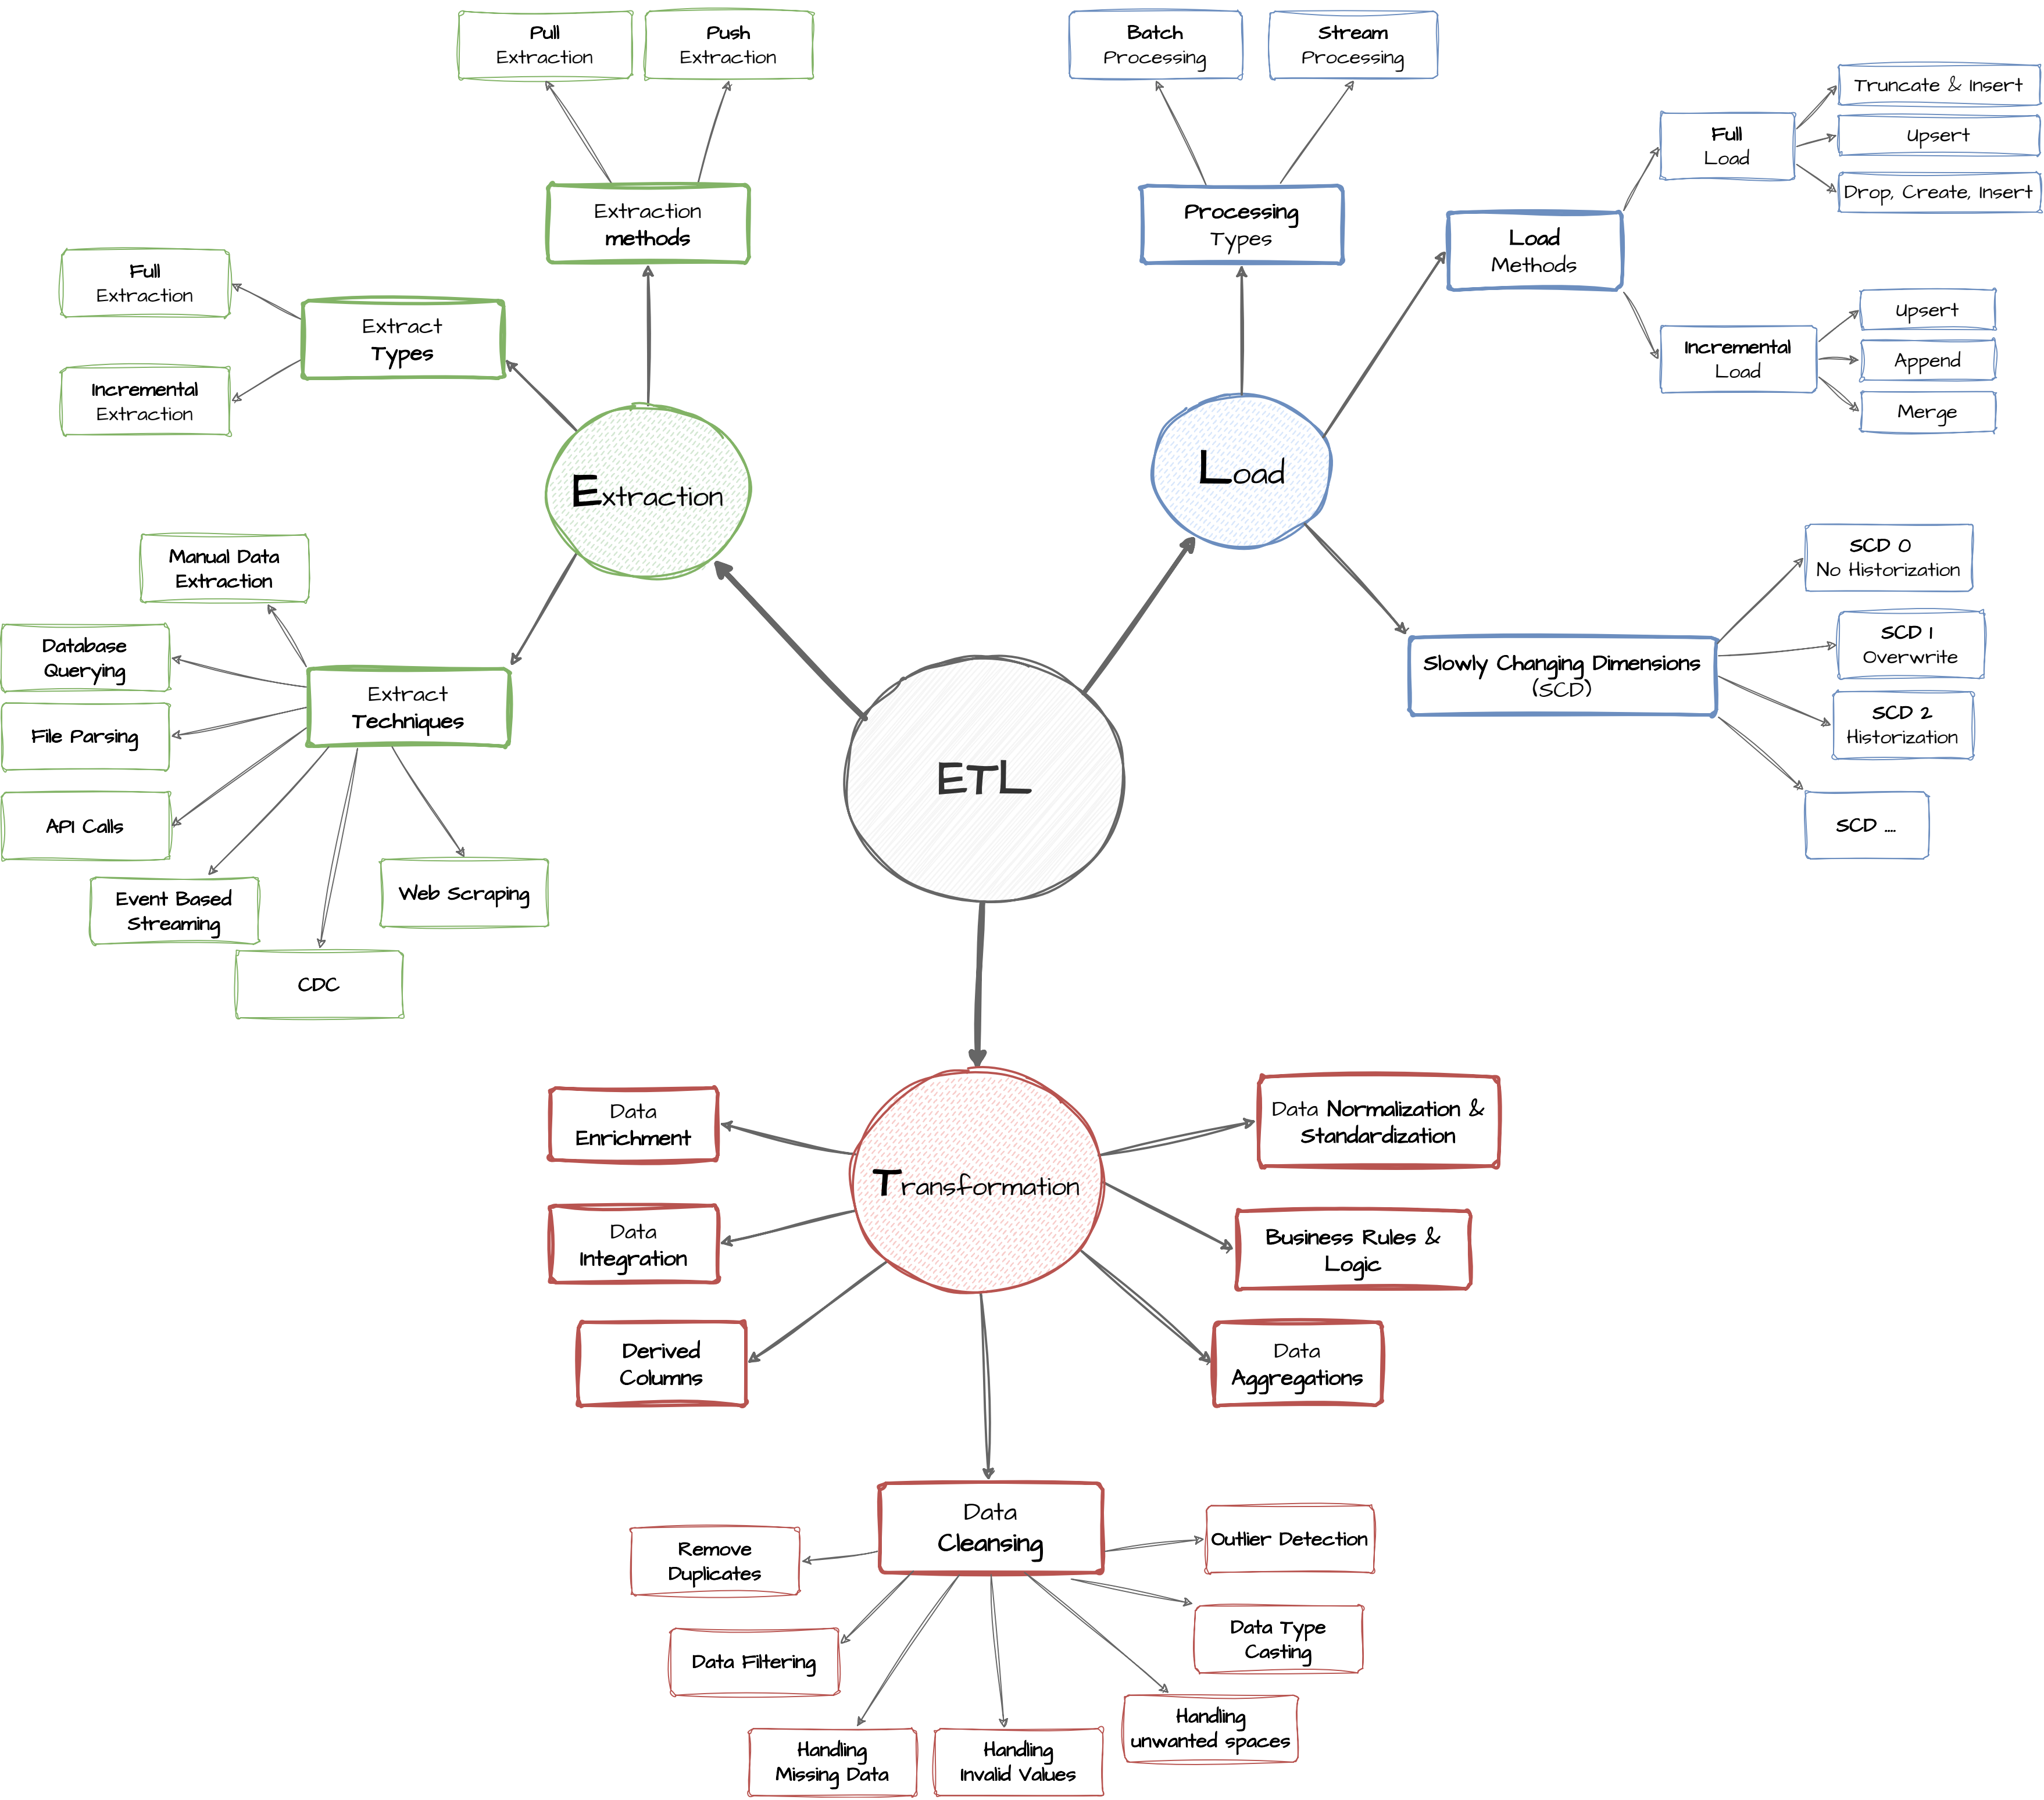 Pull
Extraction
Push
Extraction
Extraction
methods
Full
Extraction
Incremental
Extraction
Extract
Types
Extraction
Manual Data
Extraction
Database
Querying
File Parsing
API Calls
Event Based
Streaming
CDC
Web Scraping
Extract
Techniques
Batch
Processing
Stream
Processing
Processing
Types
Load
Load
Methods
Full
Load
Truncate & Insert
Upsert
Drop, Create, Insert
Incremental
Load
Upsert
Append
Merge
Slowly Changing Dimensions
(SCD)
SCD 0
No Historization
SCD 1
Overwrite
SCD 2
Historization
SCD ....
ETL
Transformation
Data
Enrichment
Data
Integration
Derived
Columns
Data Normalization &
Standardization
Business Rules &
Logic
Data
Aggregations
Data
Cleansing
Remove
Duplicates
Data Filtering
Handling
Missing Data
Handling
Invalid Values
Handling
unwanted spaces
Data Type
Casting
Outlier Detection